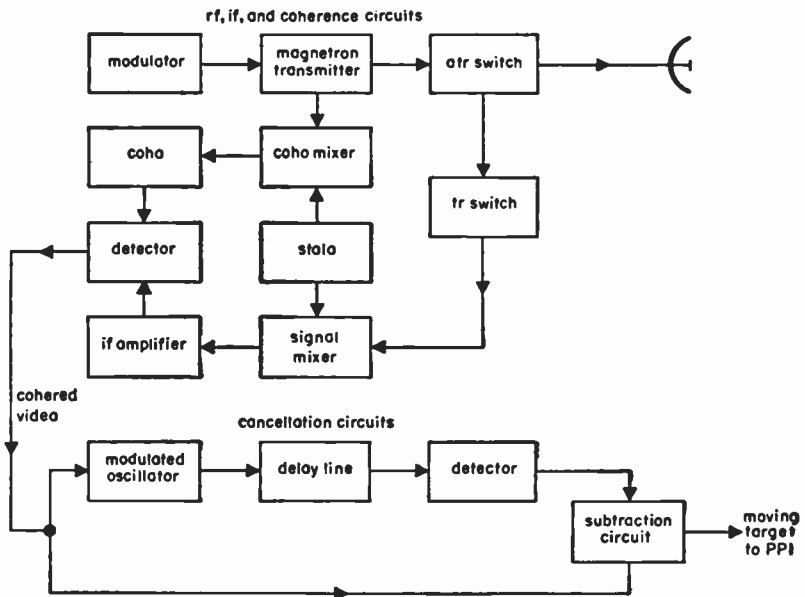 rf, if, and coherence circuits
modulator
magnetron
transmitter
atr switch
coho
coho mixer
tr switch
detector
stalo
if amplifier
signal
mixer
cohered
video
cancellation circuits
modulated
oscillator
delay line
detector
subtraction
circuit
moving
target
to PPI